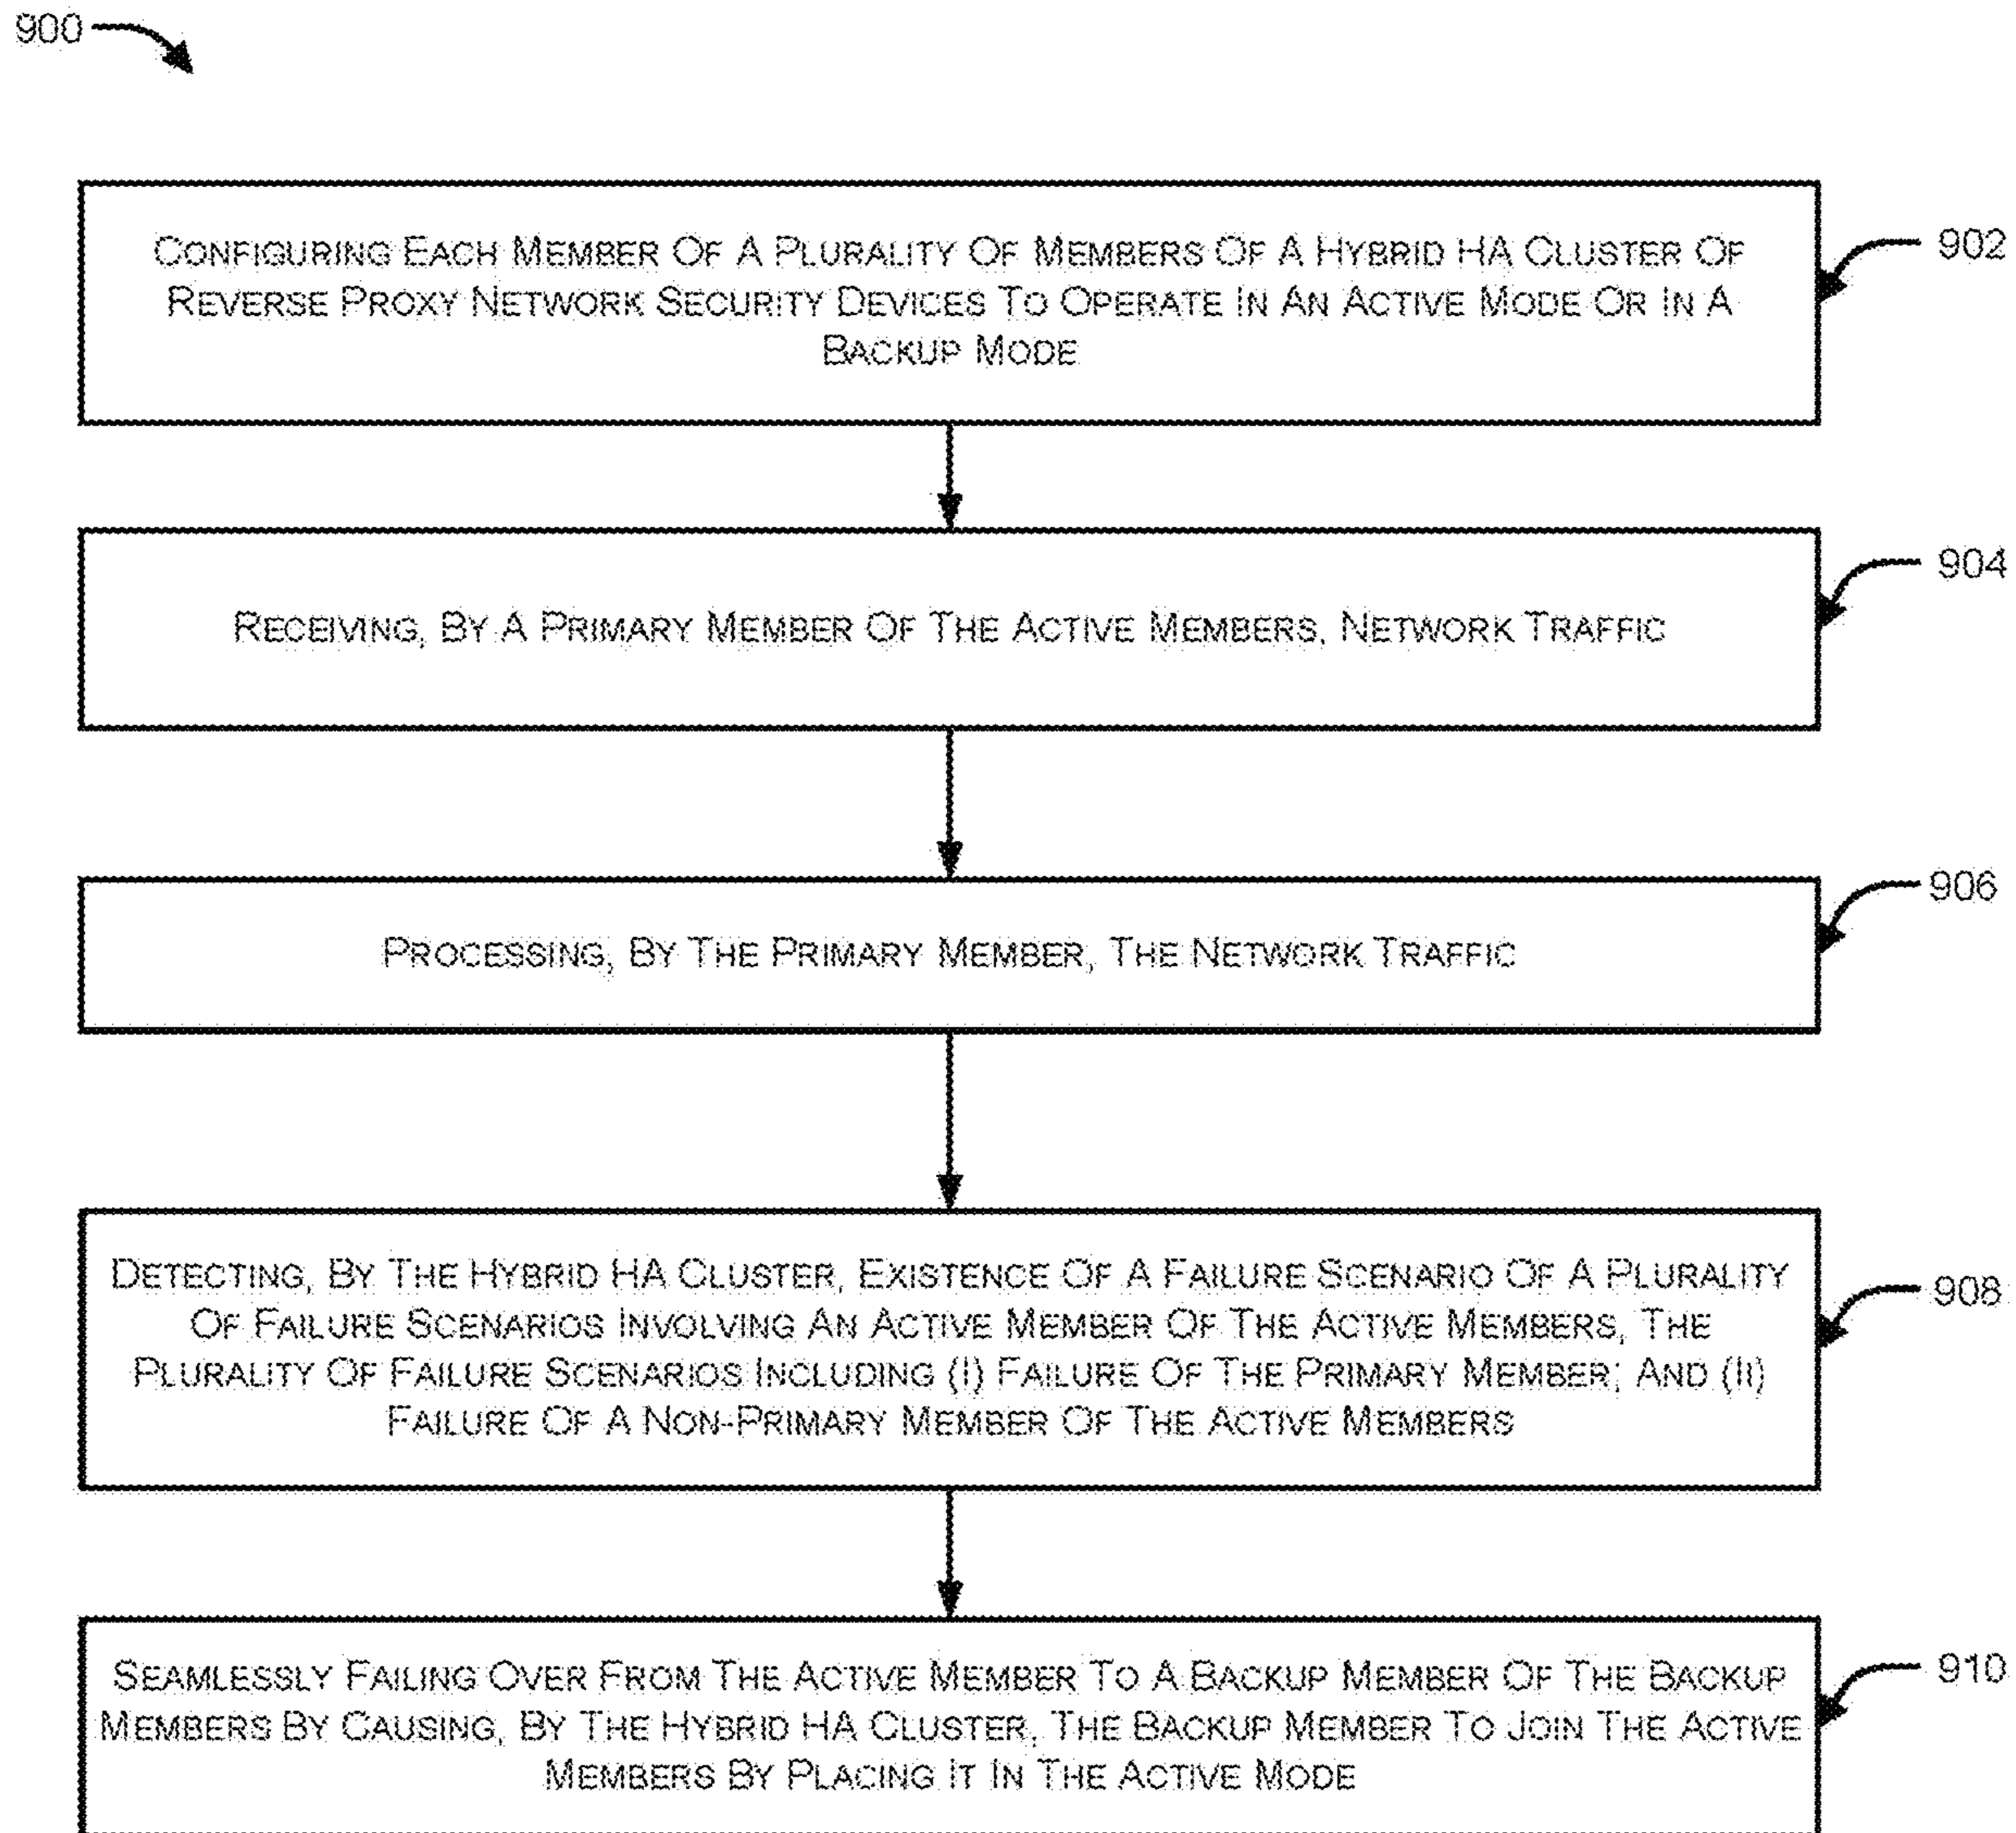 900
CONFIGURING EACH MEMBER OF A PLURALITY OF MEMBERS OF A HYBRID HA CLUSTER OF
REVERSE PROXY NETWORK SECURITY DEVICES TO OPERATE IN AN ACTIVE MODE OR IN A
BACKUP MODE
902
RECEIVING, BY A PRIMARY MEMBER OF THE ACTIVE MEMBERS, NETWORK TRAFFIC
904
PROCESSING, BY THE PRIMARY MEMBER, THE NETWORK TRAFFIC
906
DETECTING, BY THE HYBRID HA CLUSTER, EXISTENCE OF A FAILURE SCENARIO OF A PLURALITY
OF FAILURE SCENARIOS INVOLVING AN ACTIVE MEMBER OF THE ACTIVE MEMBERS, THE
PLURALITY OF FAILURE SCENARIOS INCLUDING (I) FAILURE OF THE PRIMARY MEMBER; AND (II)
FAILURE OF A NON-PRIMARY MEMBER OF THE ACTIVE MEMBERS
908
SEAMLESSLY FAILING OVER FROM THE ACTIVE MEMBER TO A BACKUP MEMBER OF THE BACKUP
MEMBERS BY CAUSING, BY THE HYBRID HA CLUSTER, THE BACKUP MEMBER TO JOIN THE ACTIVE
MEMBERS BY PLACING IT IN THE ACTIVE MODE
910